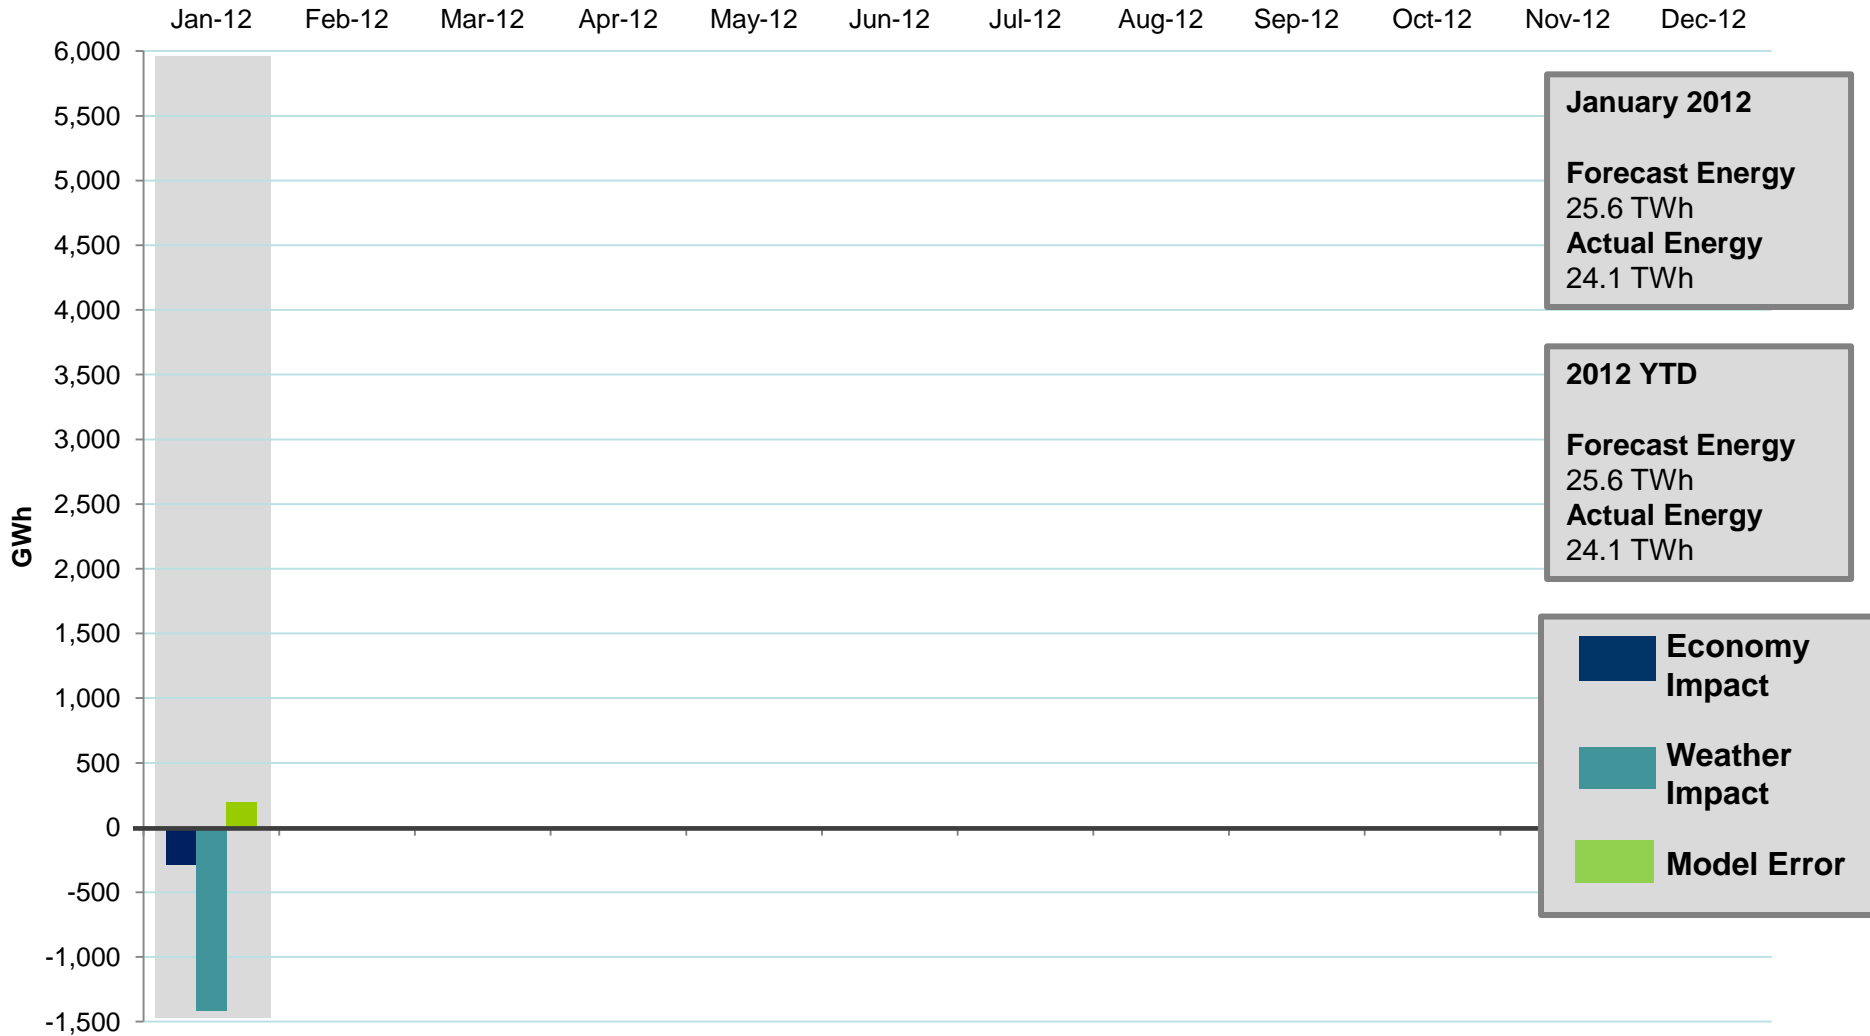 Jan-12 Feb-12 Mar-12 Apr-12 May-12 Jun-12 Jul-12 Aug-12 Sep-12 Oct-12 Nov-12 Dec-12
6,000
5,500
5,000
4,500
4,000
3,500
3,000
2,500
2,000
1,500
1,000
500
0
-500
-1,000
-1,500
GWh
January 2012
Forecast Energy
25.6 TWh
Actual Energy
24.1 TWh
2012 YTD
Forecast Energy
25.6 TWh
Actual Energy
24.1 TWh
Economy
Impact
Weather
Impact
Model Error